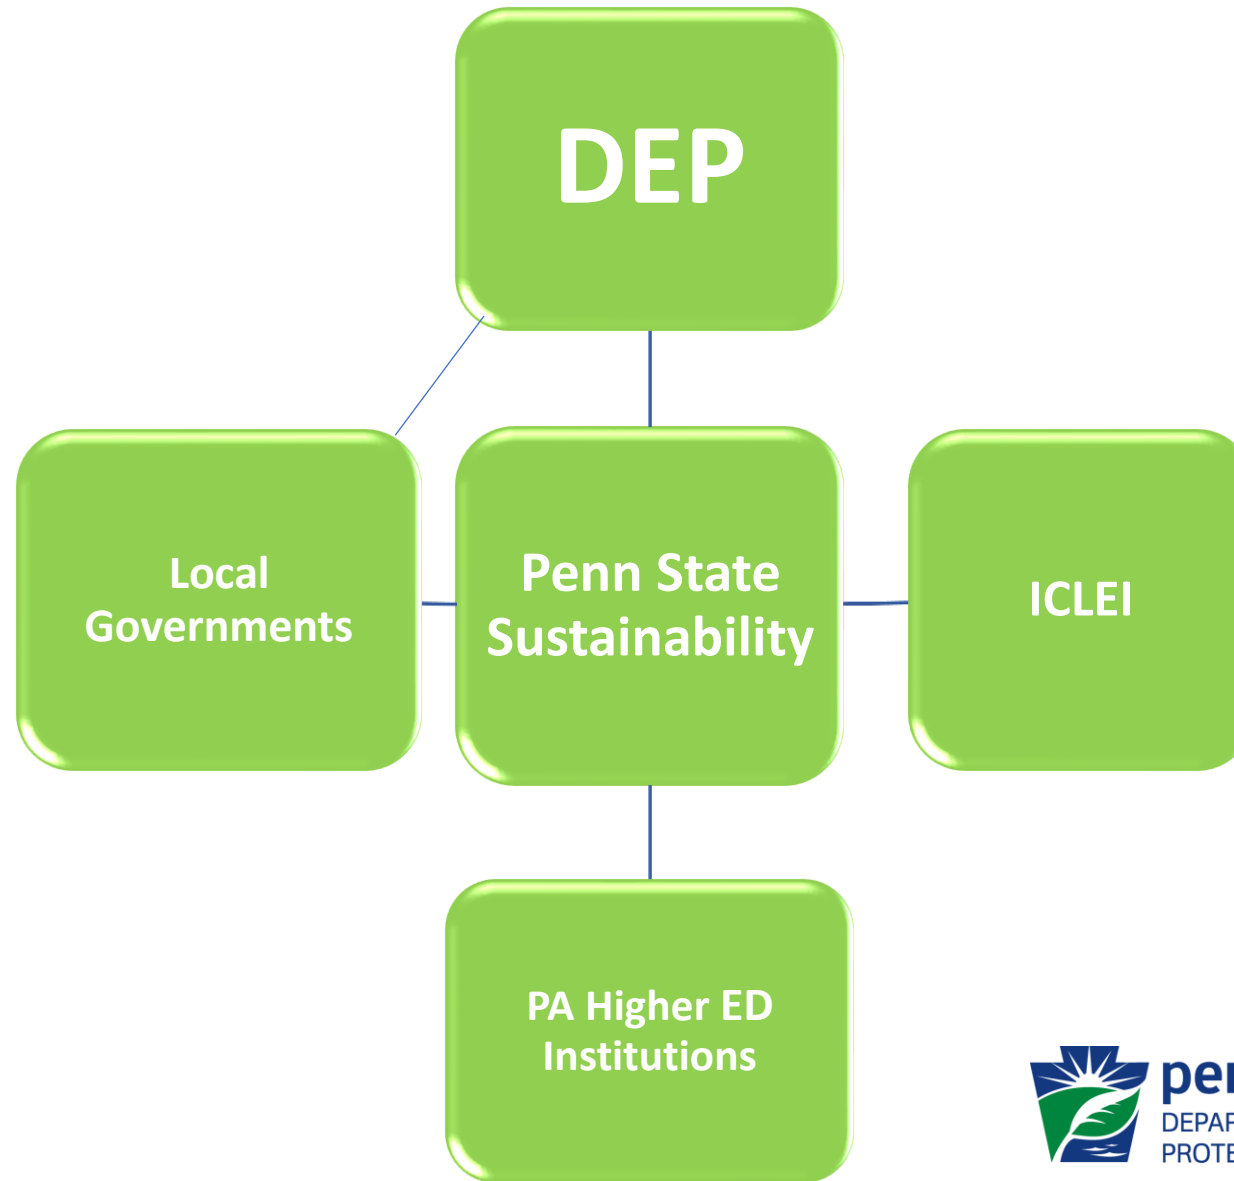 DEP
Local
Governments
Penn State
Sustainability
ICLEI
PA Higher ED
Institutions